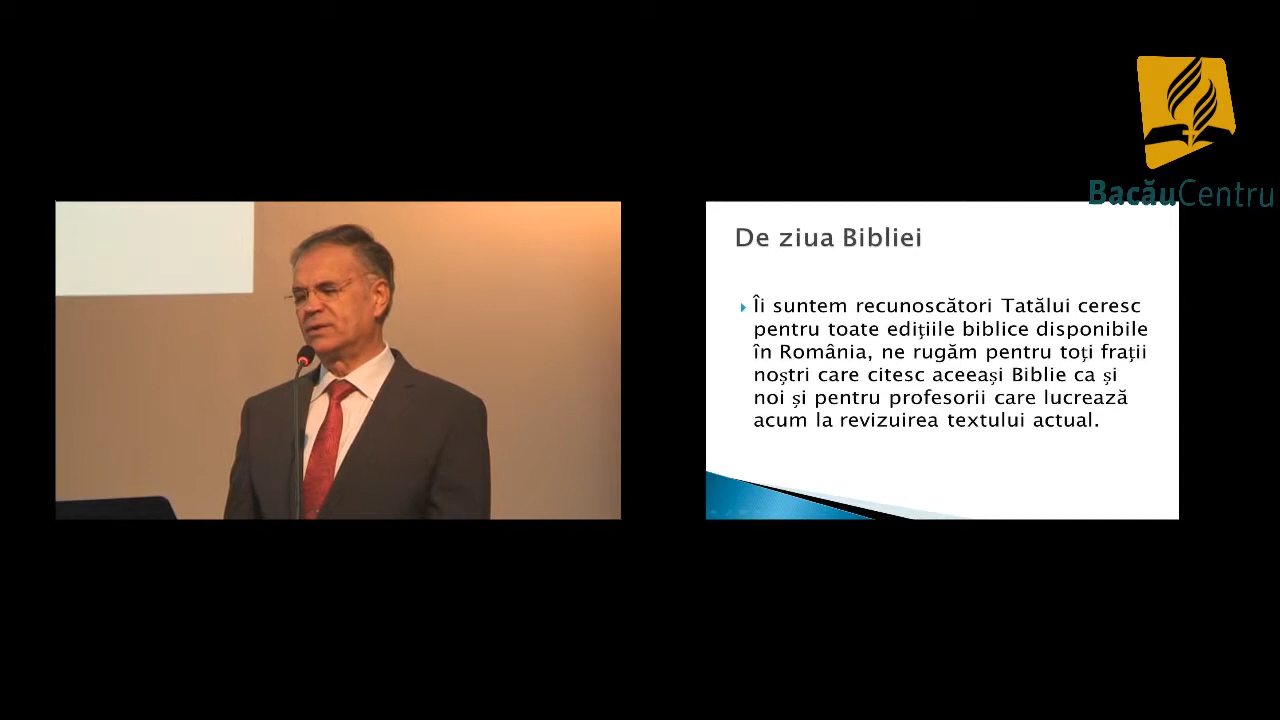 BacăuCentru
De ziua Bibliei
Îi suntem recunoscători Tatălui ceresc
pentru toate edițiile biblice disponibile
în România, ne rugăm pentru toți frații
noștri care citesc aceeași Biblie ca și
noi și pentru profesorii care lucrează
acum la revizuirea textului actual.